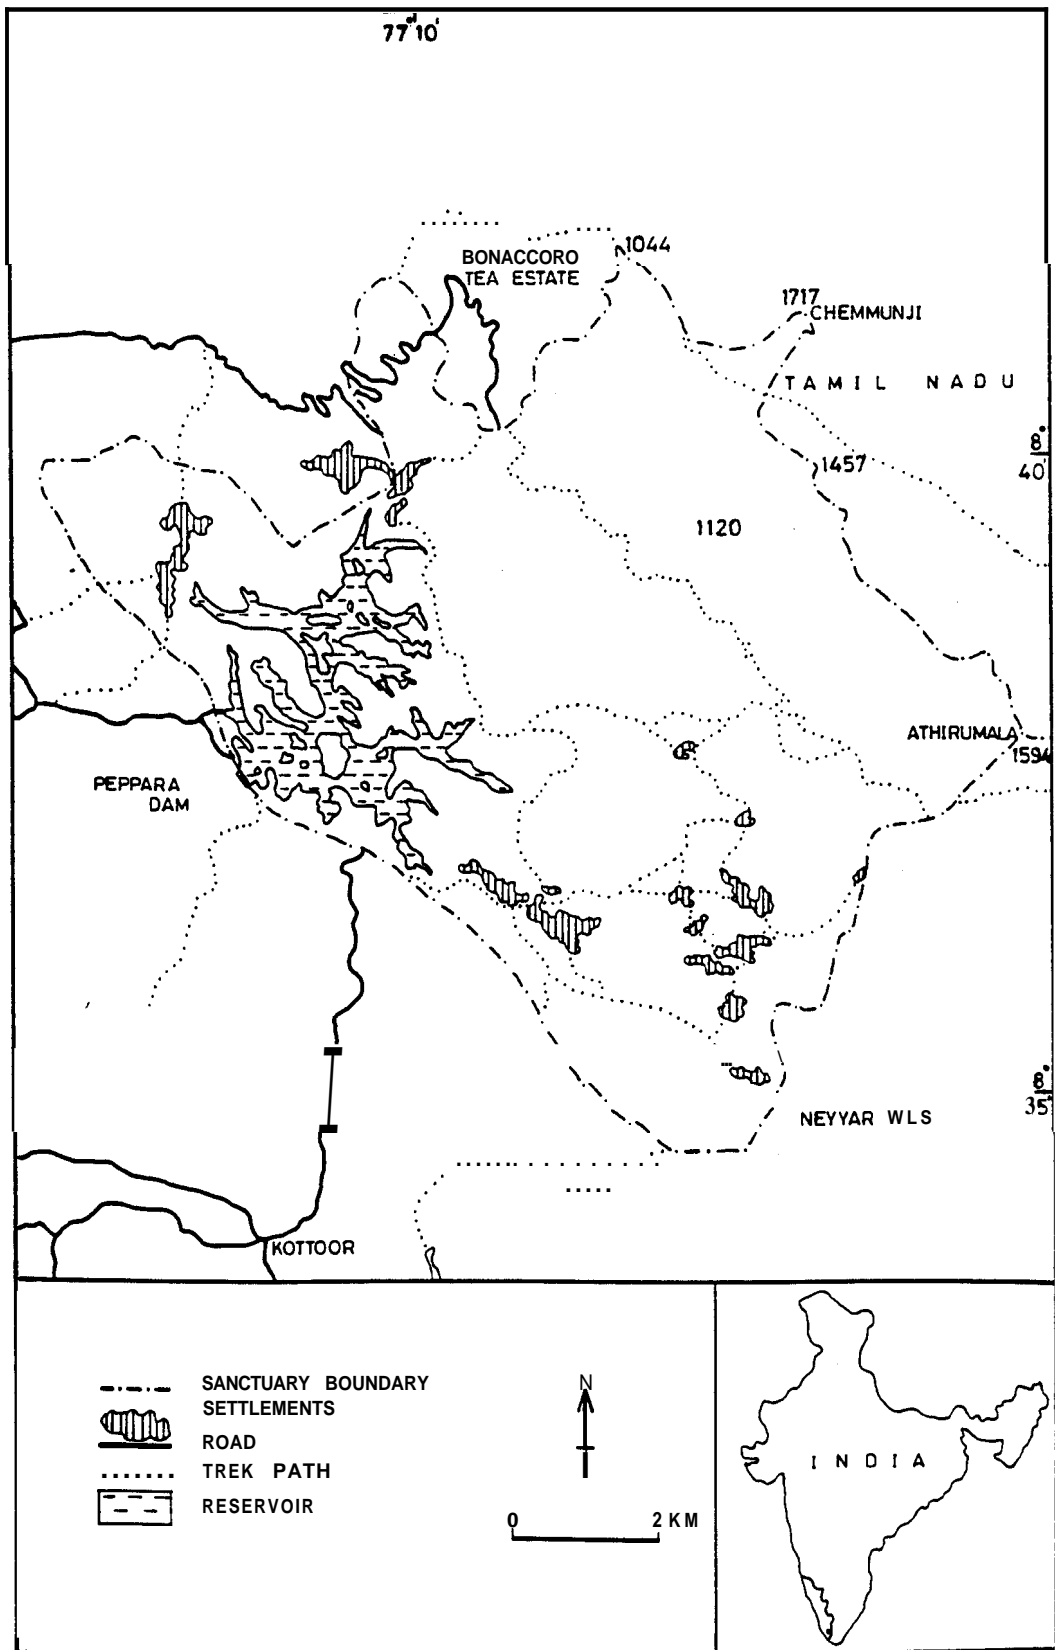 77° 10'
1044
BONACCORO
TEA ESTATE
1717
CHEMMUNJI
TAMIL NADU
8°
40'
1457
1120
ATHIRUMALA
1594
PEPPARA
DAM
8°
35'
NEYYAR WLS
KOTTOOR
SANCTUARY BOUNDARY
SETTLEMENTS
ROAD
TREK PATH
RESERVOIR
N
0 2 KM
INDIA